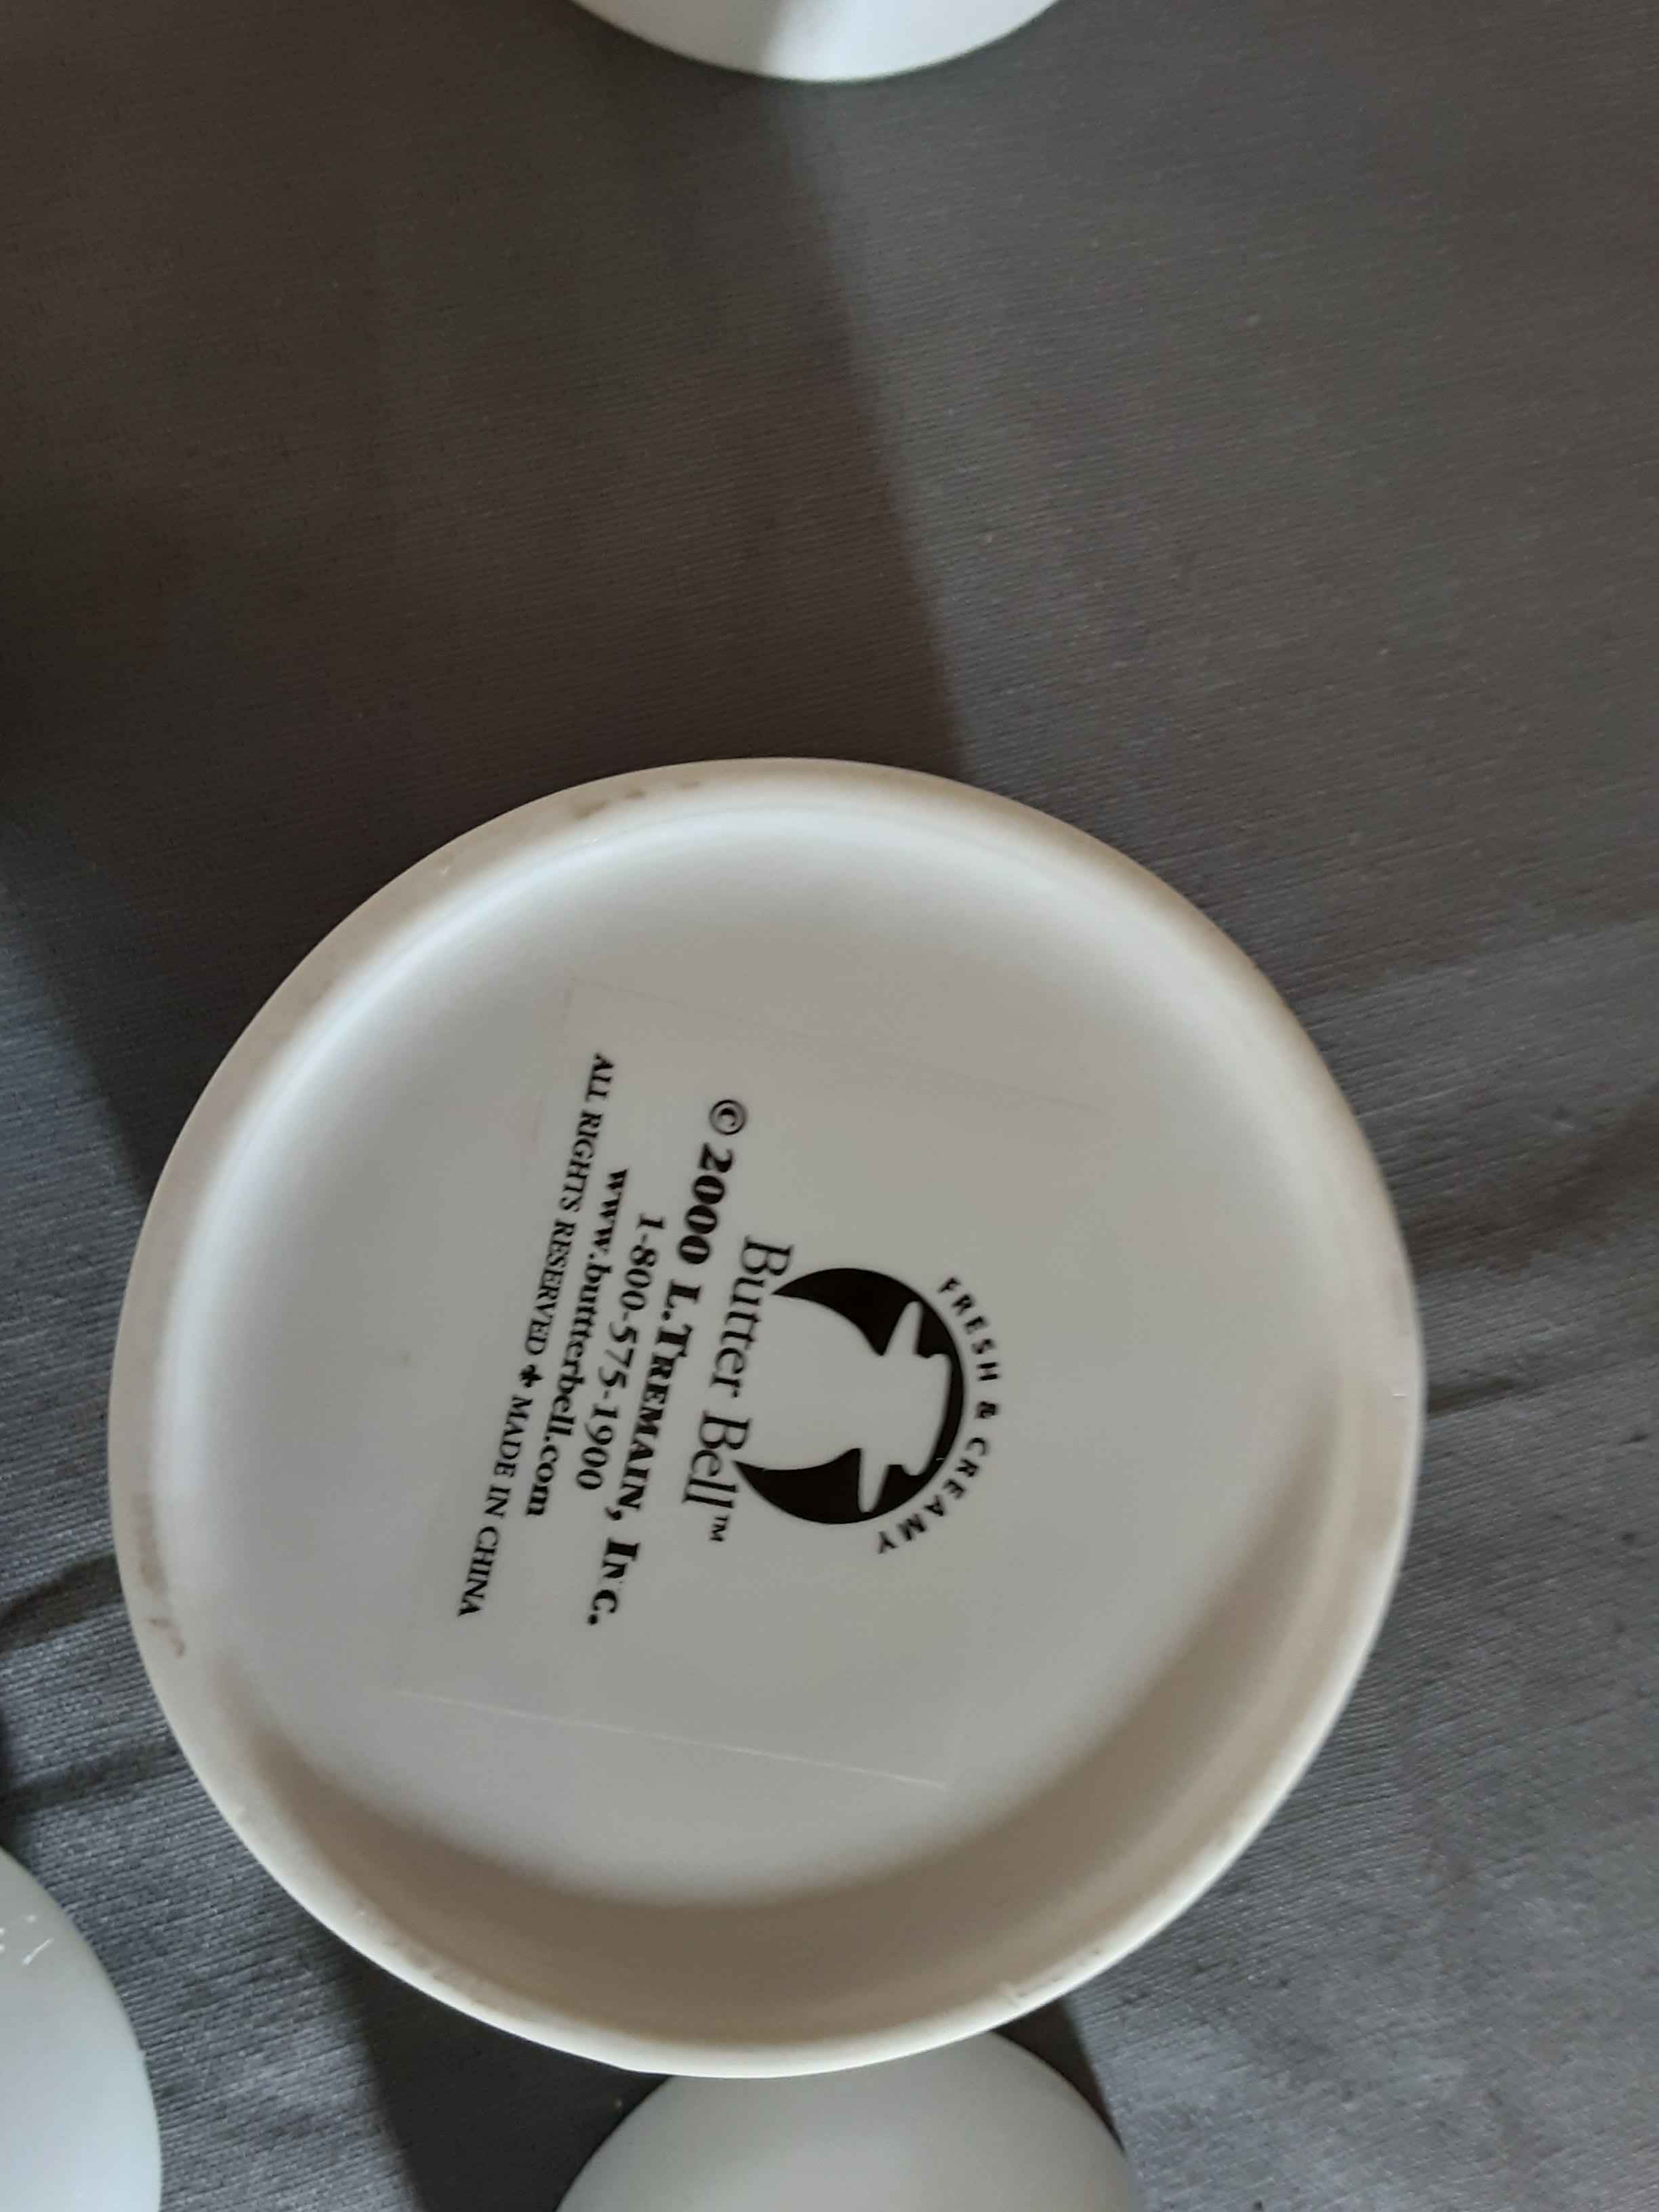 FRESH & CREAMY
Butter Bell™
© 2000 L.TREMAIN, INC.
1-800-575-1900
www.butterbell.com
ALL RIGHTS RESERVED ✤ MADE IN CHINA